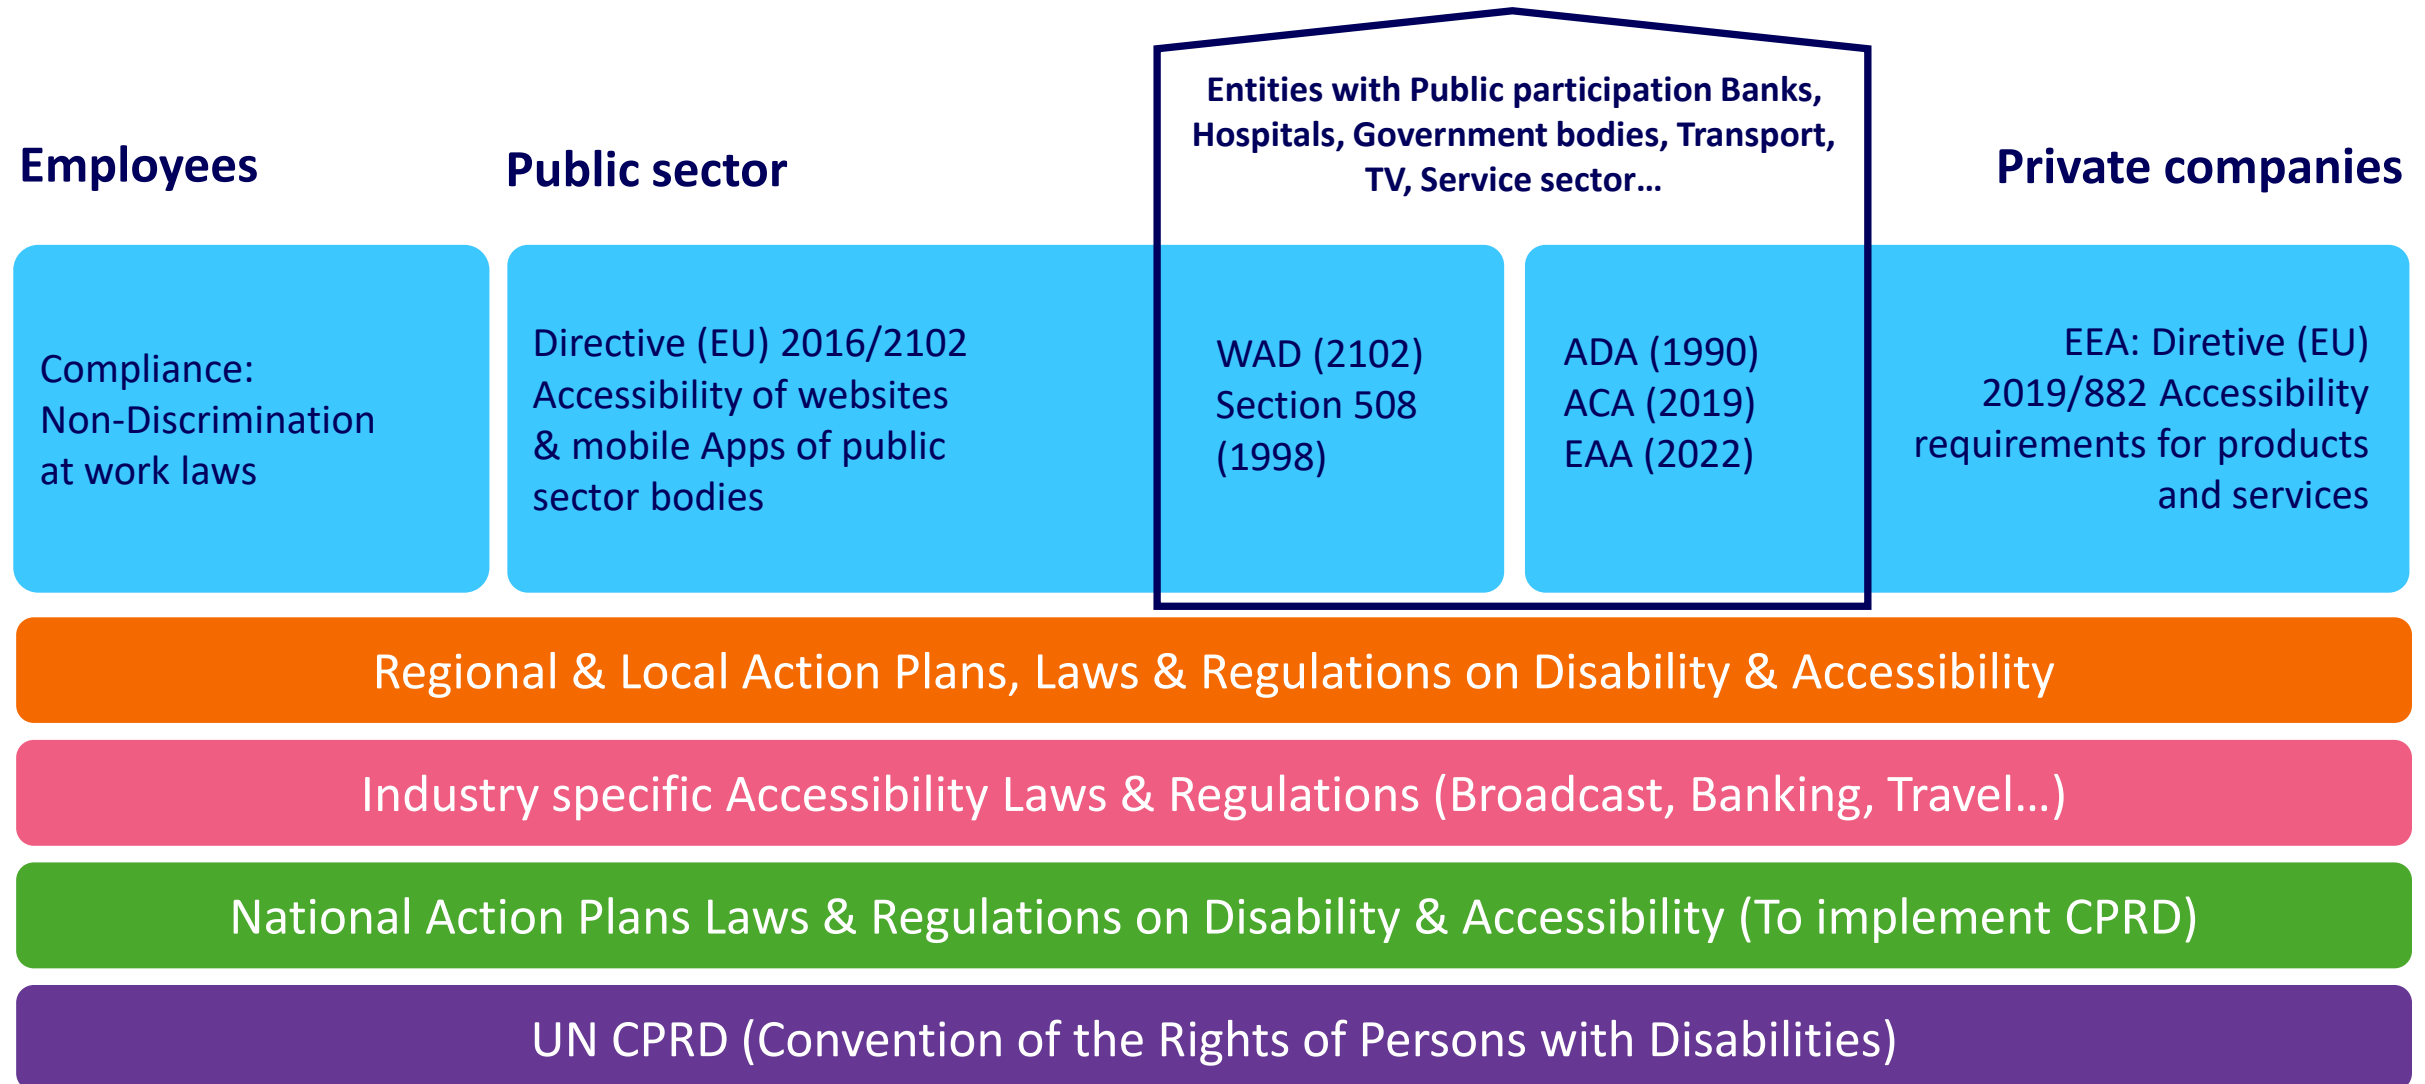 Employees
Public sector
Entities with Public participation Banks,
Hospitals, Government bodies, Transport,
TV, Service sector…
Private companies
Compliance:
Non-Discrimination
at work laws
Directive (EU) 2016/2102
Accessibility of websites
& mobile Apps of public
sector bodies
WAD (2102)
Section 508
(1998)
ADA (1990)
ACA (2019)
EAA (2022)
EEA: Diretive (EU)
2019/882 Accessibility
requirements for products
and services
Regional & Local Action Plans, Laws & Regulations on Disability & Accessibility
Industry specific Accessibility Laws & Regulations (Broadcast, Banking, Travel…)
National Action Plans Laws & Regulations on Disability & Accessibility (To implement CPRD)
UN CPRD (Convention of the Rights of Persons with Disabilities)